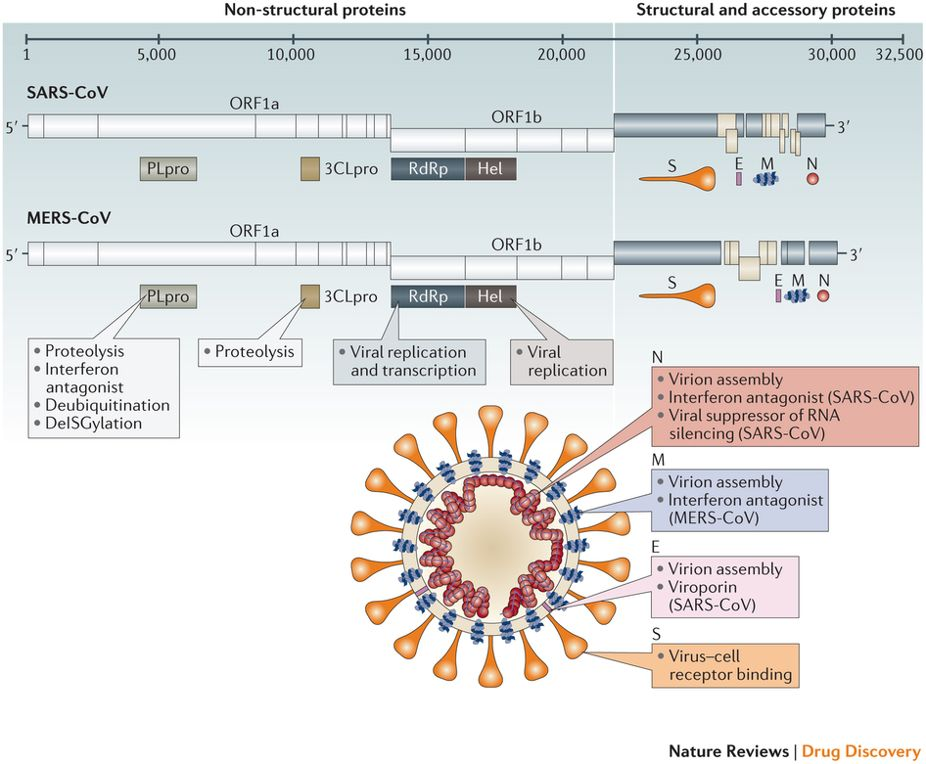 Non-structural proteins
Structural and accessory proteins
1
5,000
10,000
15,000
20,000
25,000
30,000
32,500
SARS-CoV
ORF1a
ORF1b
5′
3′
PLpro
3CLpro
RdRp
Hel
S
E
M
N
MERS-CoV
ORF1a
ORF1b
5′
3′
PLpro
3CLpro
RdRp
Hel
S
E
M
N
• Proteolysis
• Interferon
antagonist
• Deubiquitination
• DeISGylation
• Proteolysis
• Viral replication
and transcription
• Viral
replication
N
• Virion assembly
• Interferon antagonist (SARS-CoV)
• Viral suppressor of RNA
silencing (SARS-CoV)
M
• Virion assembly
• Interferon antagonist
(MERS-CoV)
E
• Virion assembly
• Viroporin
(SARS-CoV)
S
• Virus–cell
receptor binding
Nature Reviews | Drug Discovery